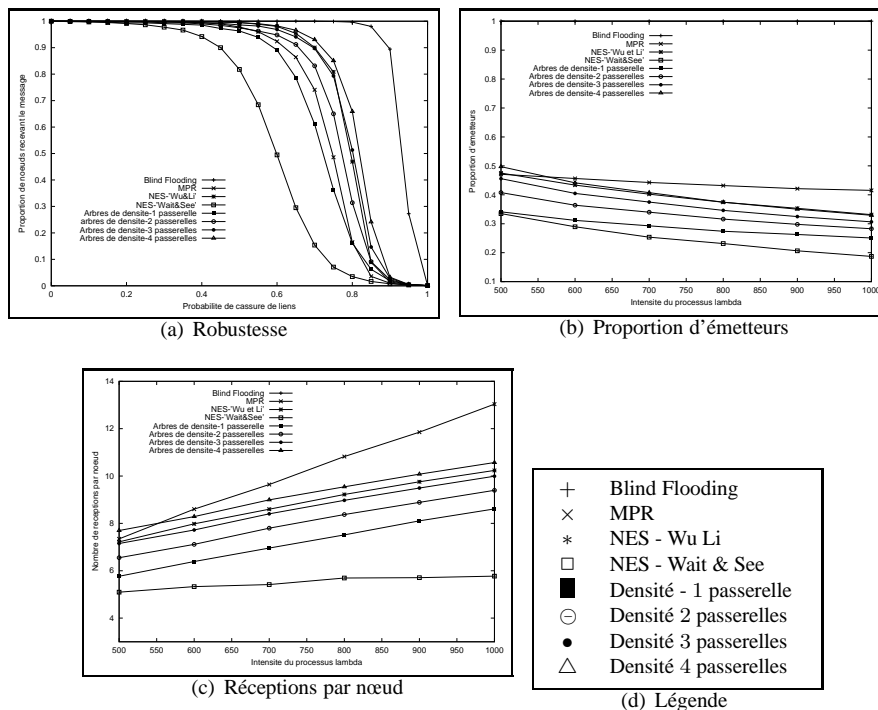 1
0.9
0.8
0.7
0.6
0.5
0.4
0.3
0.2
0.1
0
Proportion de noeuds recevant le message
Blind Flooding
MPR
NES-'Wu&Li'
NES-'Wait&See'
Arbres de densite-1 passerelle
arbres de densite-2 passerelles
Arbres de densite-3 passerelles
Arbres de densite-4 passerelles
0 0.2 0.4 0.6 0.8 1
Probabilite de cassure de liens
(a) Robustesse
1
0.9
0.8
0.7
0.6
0.5
0.4
0.3
0.2
0.1
Proportion d'emetteurs
Blind Flooding
MPR
NES-'Wu et Li'
NES-'Wait&See'
Arbres de densite-1 passerelle
Arbres de densite-2 passerelles
Arbres de densite-3 passerelles
Arbres de densite-4 passerelles
500 550 600 650 700 750 800 850 900 950 1000
Intensite du processus lambda
(b) Proportion d'émetteurs
14
12
10
8
6
4
Nombre de receptions par noeud
Blind Flooding
MPR
NES-'Wu et Li'
NES-'Wait&See'
Arbres de densite-1 passerelle
Arbres de densite-2 passerelles
Arbres de densite-3 passerelles
Arbres de densite-4 passerelles
500 550 600 650 700 750 800 850 900 950 1000
Intensite du processus lambda
(c) Réceptions par nœud
Blind Flooding
MPR
NES - Wu Li
NES - Wait & See
Densité - 1 passerelle
Densité 2 passerelles
Densité 3 passerelles
Densité 4 passerelles
(d) Légende